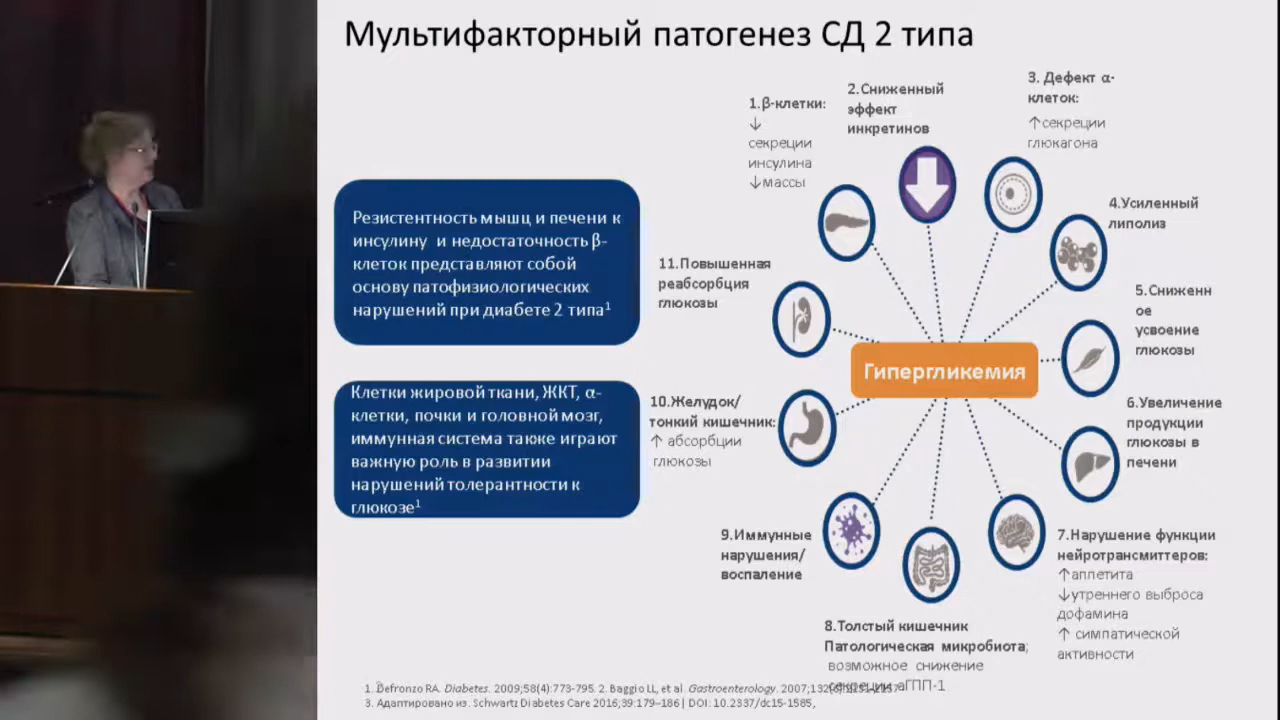 Мультифакторный патогенез СД 2 типа
Резистентность мышц и печени к
инсулину и недостаточность β-
клеток представляют собой
основу патофизиологических
нарушений при диабете 2 типа¹
Клетки жировой ткани, ЖКТ, α-
клетки, почки и головной мозг,
иммунная система также играют
важную роль в развитии
нарушений толерантности к
глюкозе¹
1.β-клетки:
↓
секреции
инсулина
↓массы
2.Сниженный
эффект
инкретинов
3. Дефект α-
клеток:
↑секреции
глюкагона
4.Усиленный
липолиз
5.Сниженн
ое
усвоение
глюкозы
6.Увеличение
продукции
глюкозы в
печени
7.Нарушение функции
нейротрансмиттеров:
↑аппетита
↓утреннего выброса
дофамина
↑ симпатической
активности
8.Толстый кишечник
Патологическая микробиота;
возможное снижение
секреции аГПП-1
9.Иммунные
нарушения/
воспаление
10.Желудок/
тонкий кишечник:
↑ абсорбции
глюкозы
11.Повышенная
реабсорбция
глюкозы
Гипергликемия
1. Defronzo RA. Diabetes. 2009;58(4):773-795. 2. Baggio LL, et al. Gastroenterology. 2007;
3. Адаптировано из. Schwartz Diabetes Care 2016;39:179–186 | DOI: 10.2337/dc15-1585,